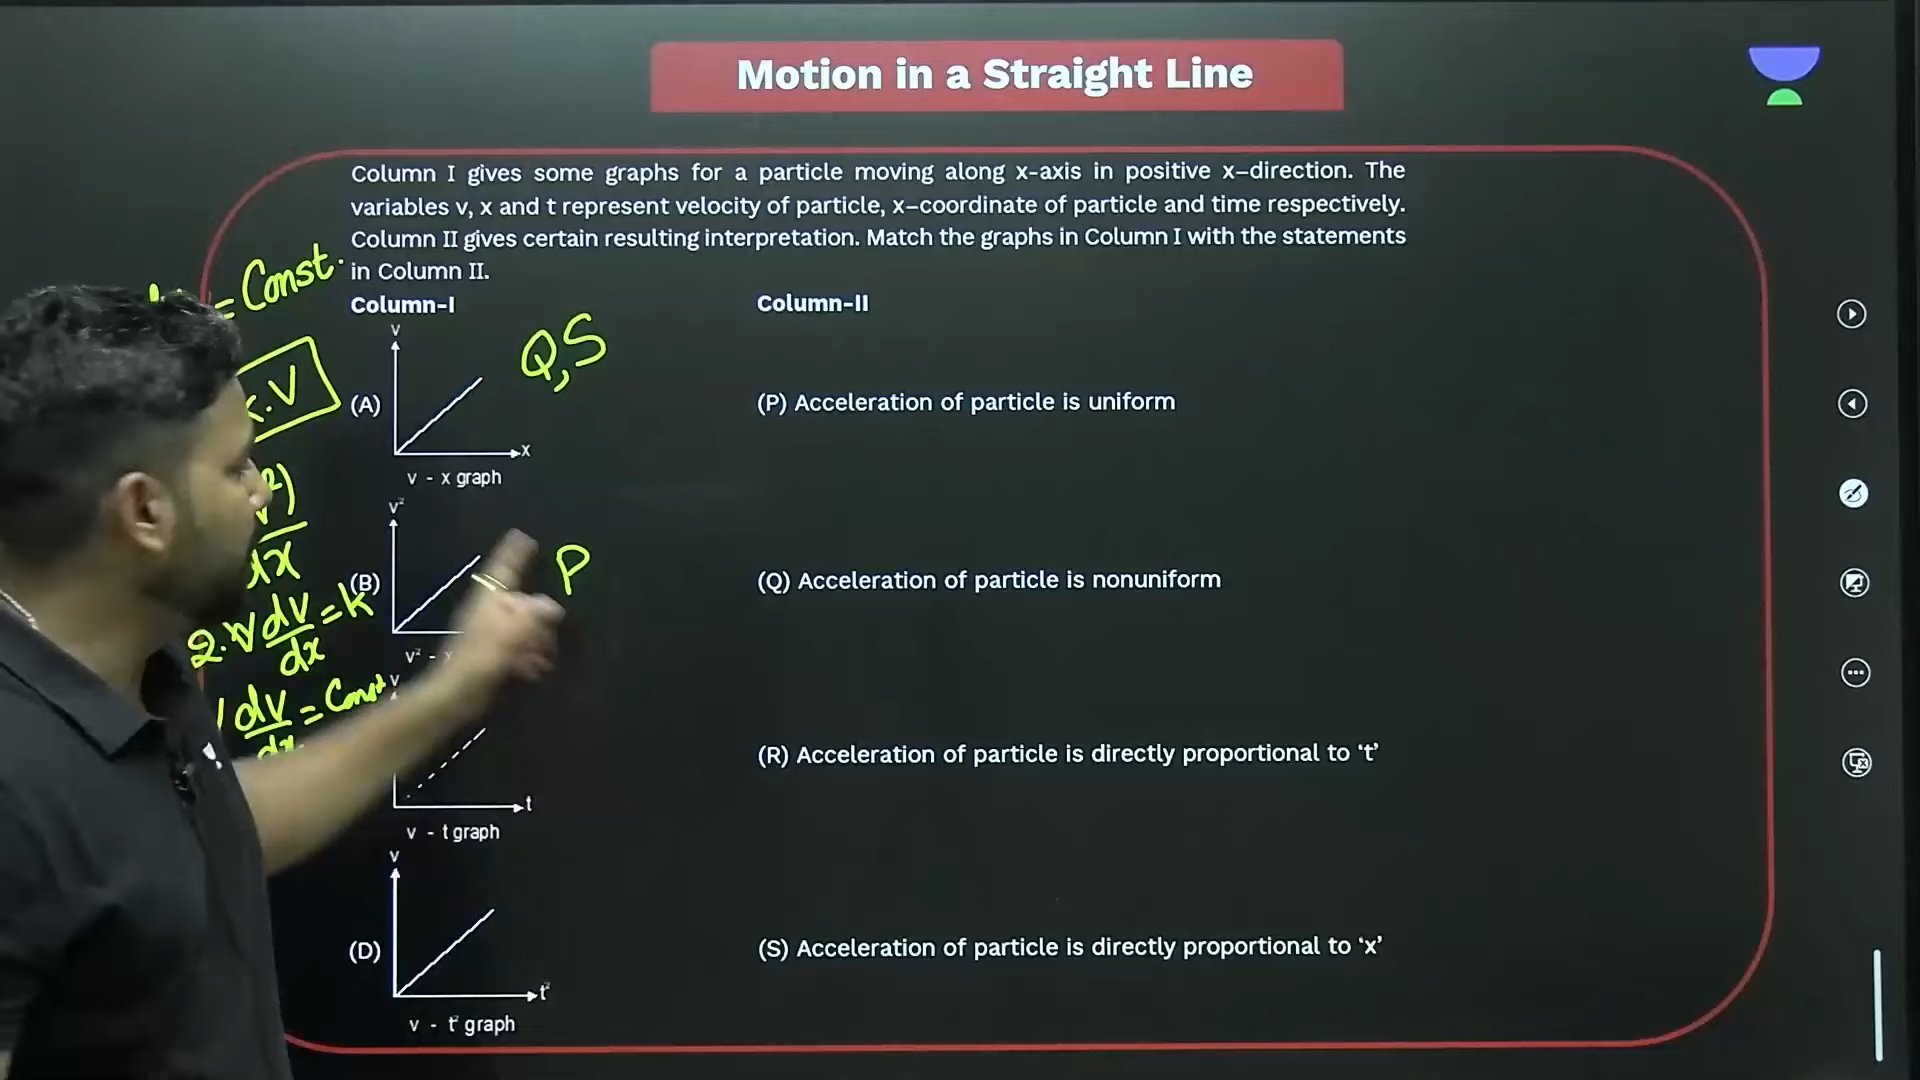 Motion in a Straight Line
Column I gives some graphs for a particle moving along x-axis in positive x–direction. The
variables v, x and t represent velocity of particle, x–coordinate of particle and time respectively.
Column II gives certain resulting interpretation. Match the graphs in Column I with the statements
in Column II.
= Const.
Column-I
Column-II
v
Q,S
.V
(A)
(P) Acceleration of particle is uniform
x
v - x graph
v²
dx
P
(B)
(Q) Acceleration of particle is nonuniform
2.v dv/dx = k
v² -
v
dv = Const
(R) Acceleration of particle is directly proportional to ‘t’
t
v - t graph
v
(D)
(S) Acceleration of particle is directly proportional to ‘x’
t²
v - t² graph